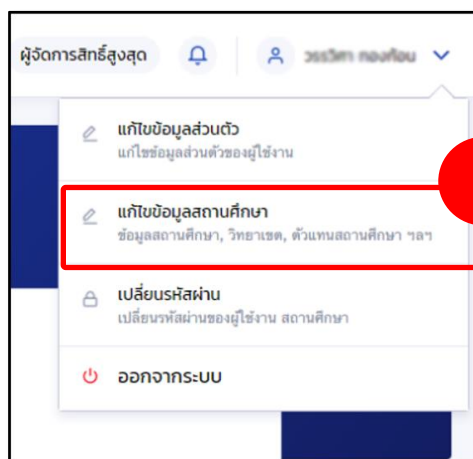 ผู้จัดการสิทธิ์สูงสุด
แก้ไขข้อมูลส่วนตัว
แก้ไขข้อมูลส่วนตัวของผู้ใช้งาน
แก้ไขข้อมูลสถานศึกษา
ข้อมูลสถานศึกษา, วิทยาเขต, ตัวแทนสถานศึกษา ฯลฯ
เปลี่ยนรหัสผ่าน
เปลี่ยนรหัสผ่านของผู้ใช้งาน สถานศึกษา
ออกจากระบบ